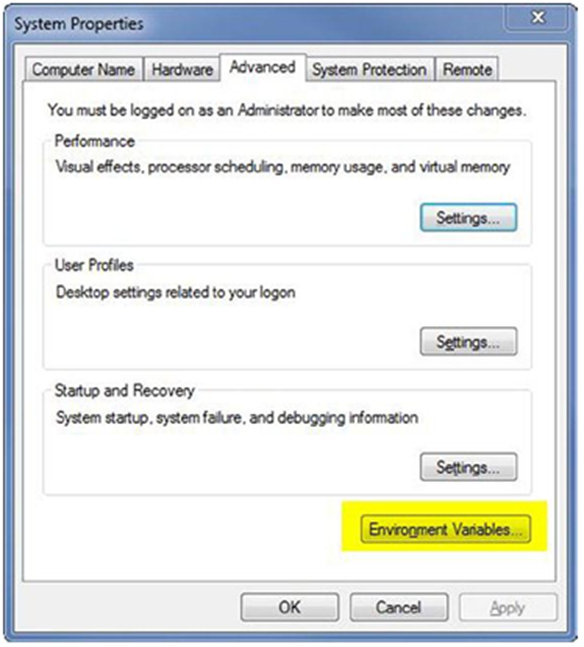 System Properties
Computer Name Hardware Advanced System Protection Remote
You must be logged on as an Administrator to make most of these changes.
Performance
Visual effects, processor scheduling, memory usage, and virtual memory
Settings...
User Profiles
Desktop settings related to your logon
Settings...
Startup and Recovery
System startup, system failure, and debugging information
Settings...
Environment Variables...
OK Cancel Apply